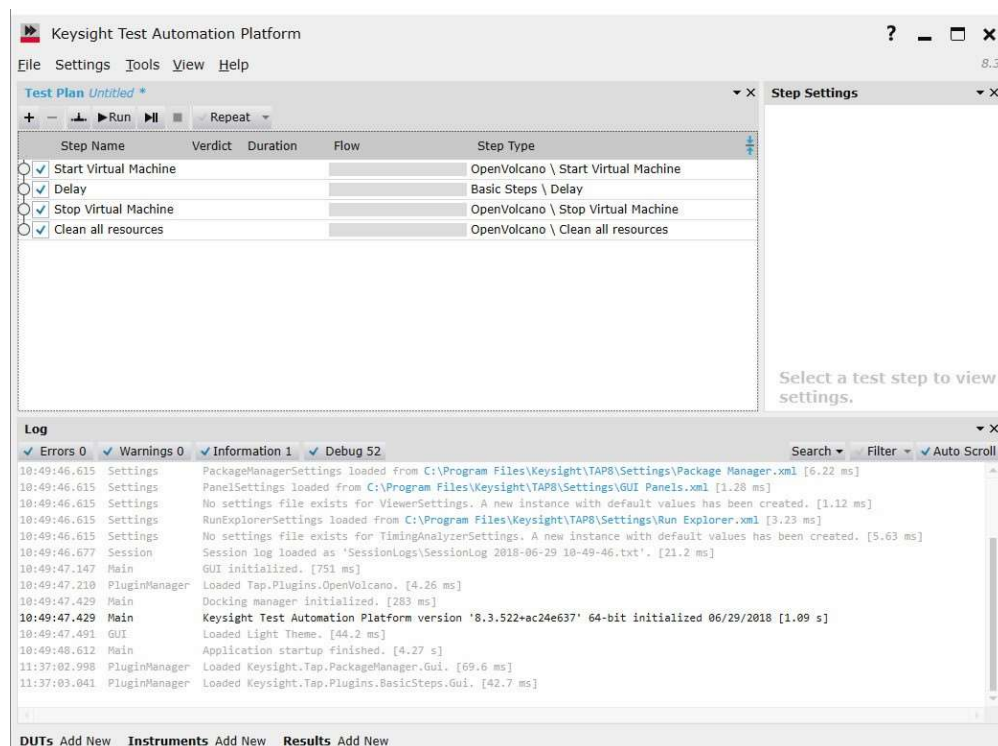 Keysight Test Automation Platform
?
File Settings Tools View Help
8.3
Test Plan Untitled *
Step Settings
Run Repeat
Step Name Verdict Duration Flow Step Type
Start Virtual Machine OpenVolcano \ Start Virtual Machine
Delay Basic Steps \ Delay
Stop Virtual Machine OpenVolcano \ Stop Virtual Machine
Clean all resources OpenVolcano \ Clean all resources
Select a test step to view
settings.
Log
Errors 0 Warnings 0 Information 1 Debug 52 Search Filter Auto Scroll
10:49:46.615 Settings PackageManagerSettings loaded from C:\Program Files\Keysight\TAP8\Settings\Package Manager.xml [6.22 ms]
10:49:46.615 Settings PanelSettings loaded from C:\Program Files\Keysight\TAP8\Settings\GUI Panels.xml [1.28 ms]
10:49:46.615 Settings No settings file exists for ViewerSettings. A new instance with default values has been created. [1.12 ms]
10:49:46.615 Settings RunExplorerSettings loaded from C:\Program Files\Keysight\TAP8\Settings\Run Explorer.xml [3.23 ms]
10:49:46.615 Settings No settings file exists for TimingAnalyzerSettings. A new instance with default values has been created. [5.63 ms]
10:49:46.677 Session Session log loaded as 'SessionLogs\SessionLog 2018-06-29 10-49-46.txt'. [21.2 ms]
10:49:47.147 Main GUI initialized. [751 ms]
10:49:47.210 PluginManager Loaded Tap.Plugins.OpenVolcano. [4.26 ms]
10:49:47.429 Main Docking manager initialized. [283 ms]
10:49:47.429 Main Keysight Test Automation Platform version '8.3.522+ac24e637' 64-bit initialized 06/29/2018 [1.09 s]
10:49:47.491 GUI Loaded Light Theme. [44.2 ms]
10:49:48.612 Main Application startup finished. [4.27 s]
11:37:02.998 PluginManager Loaded Keysight.Tap.PackageManager.Gui. [69.6 ms]
11:37:03.041 PluginManager Loaded Keysight.Tap.Plugins.BasicSteps.Gui. [42.7 ms]
DUTs Add New Instruments Add New Results Add New